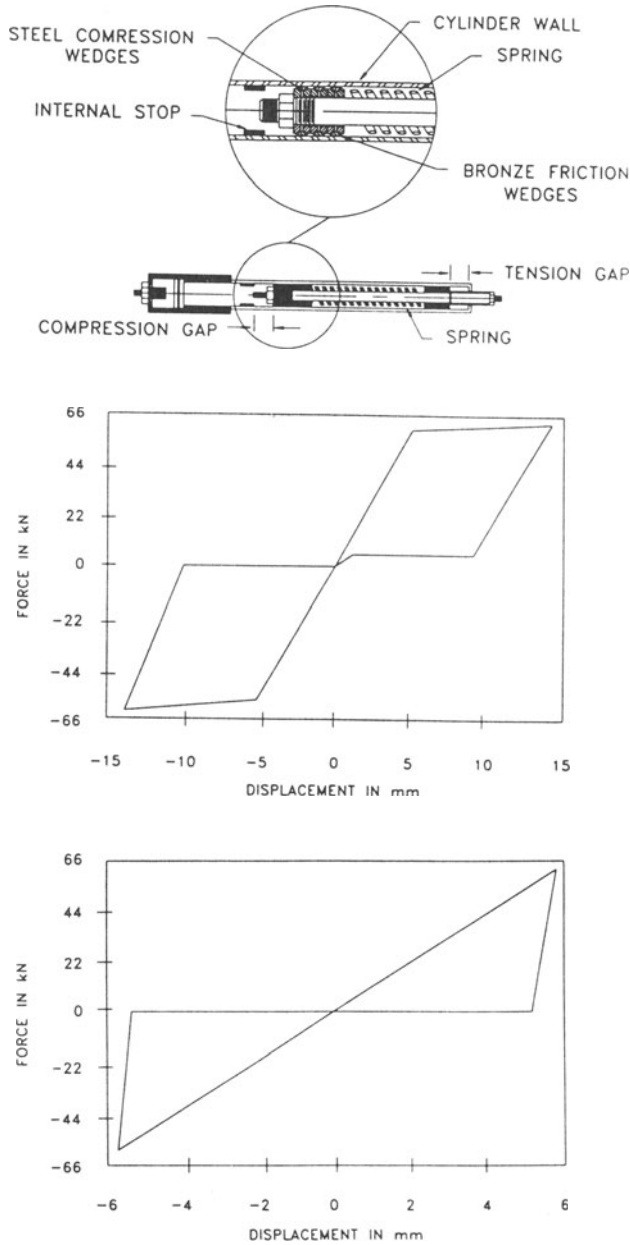 STEEL COMRESSION
WEDGES
CYLINDER WALL
SPRING
INTERNAL STOP
BRONZE FRICTION
WEDGES
TENSION GAP
COMPRESSION GAP
SPRING
66
44
22
0
-22
-44
-66
FORCE IN kN
-15 -10 -5 0 5 10 15
DISPLACEMENT IN mm
66
44
22
0
-22
-44
-66
FORCE IN kN
-6 -4 -2 0 2 4 6
DISPLACEMENT IN mm